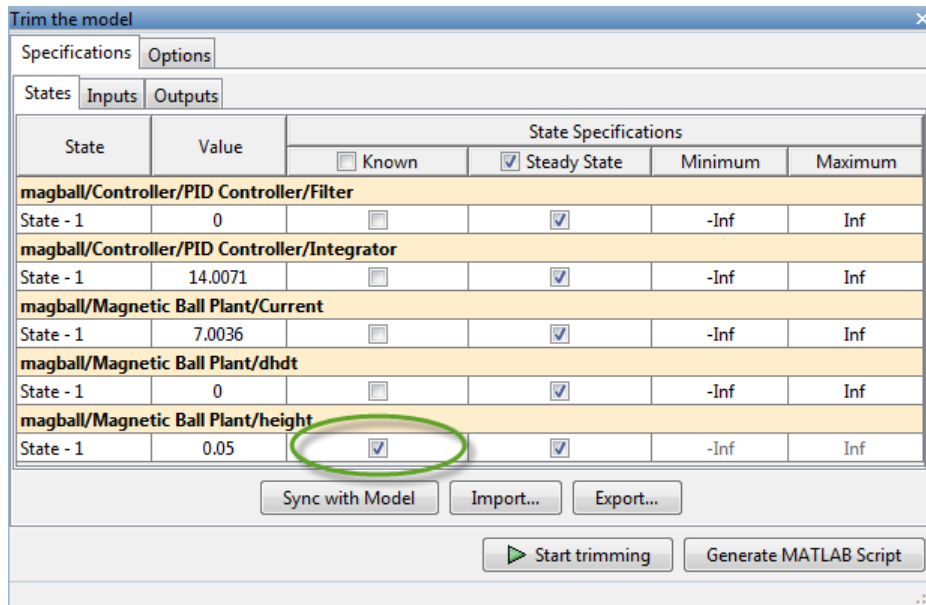 Trim the model
Specifications Options
States Inputs Outputs
State Value State Specifications
Known Steady State Minimum Maximum
magball/Controller/PID Controller/Filter
State - 1 0 -Inf Inf
magball/Controller/PID Controller/Integrator
State - 1 14.0071 -Inf Inf
magball/Magnetic Ball Plant/Current
State - 1 7.0036 -Inf Inf
magball/Magnetic Ball Plant/dhdt
State - 1 0 -Inf Inf
magball/Magnetic Ball Plant/height
State - 1 0.05 -Inf Inf
Sync with Model Import... Export...
Start trimming Generate MATLAB Script